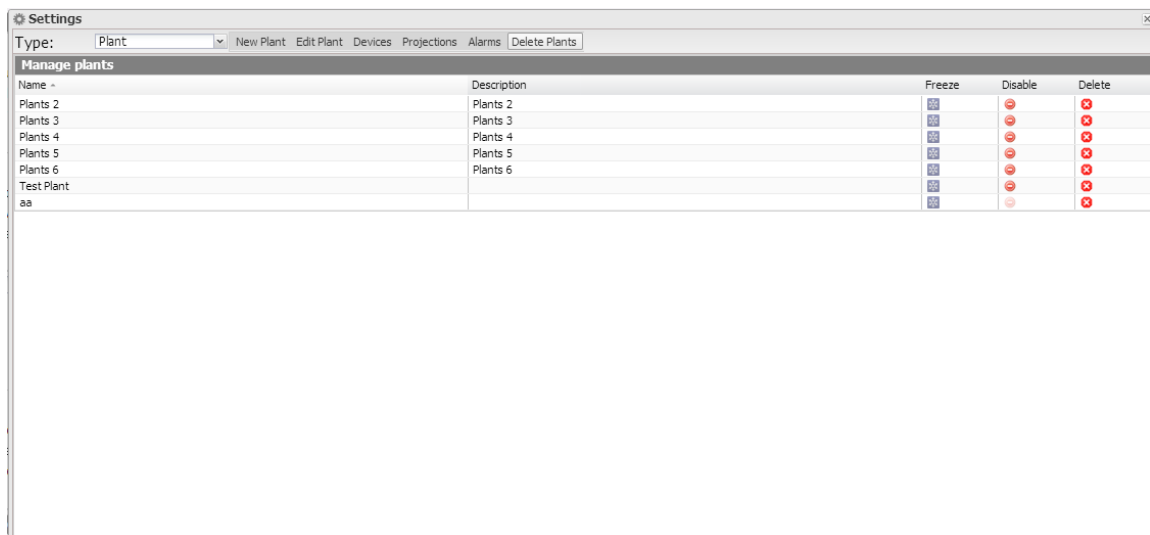 Settings
Type: Plant New Plant Edit Plant Devices Projections Alarms Delete Plants
Manage plants
Name Description Freeze Disable Delete
Plants 2 Plants 2
Plants 3 Plants 3
Plants 4 Plants 4
Plants 5 Plants 5
Plants 6 Plants 6
Test Plant
aa